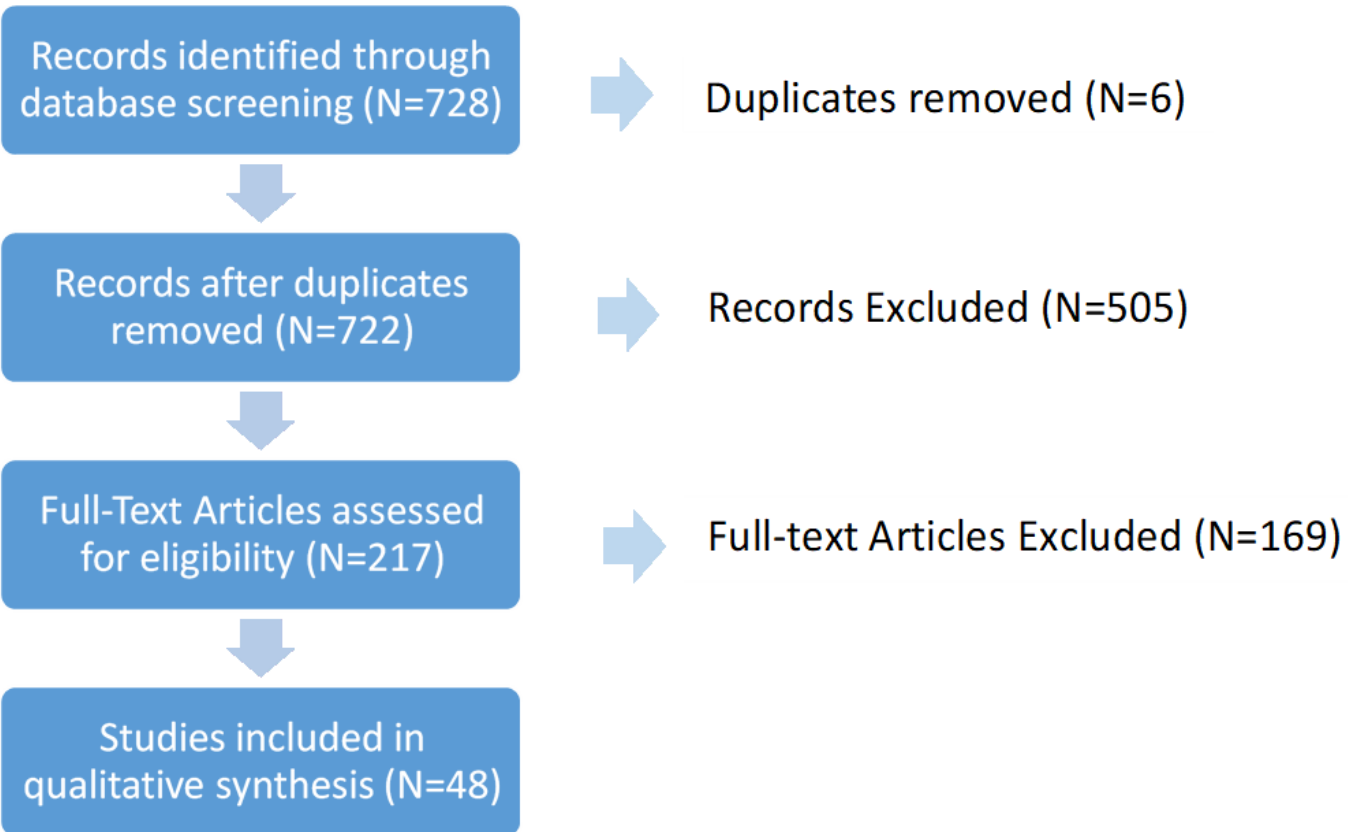 Records identified through
database screening (N=728)
Duplicates removed (N=6)
Records after duplicates
removed (N=722)
Records Excluded (N=505)
Full-Text Articles assessed
for eligibility (N=217)
Full-text Articles Excluded (N=169)
Studies included in
qualitative synthesis (N=48)